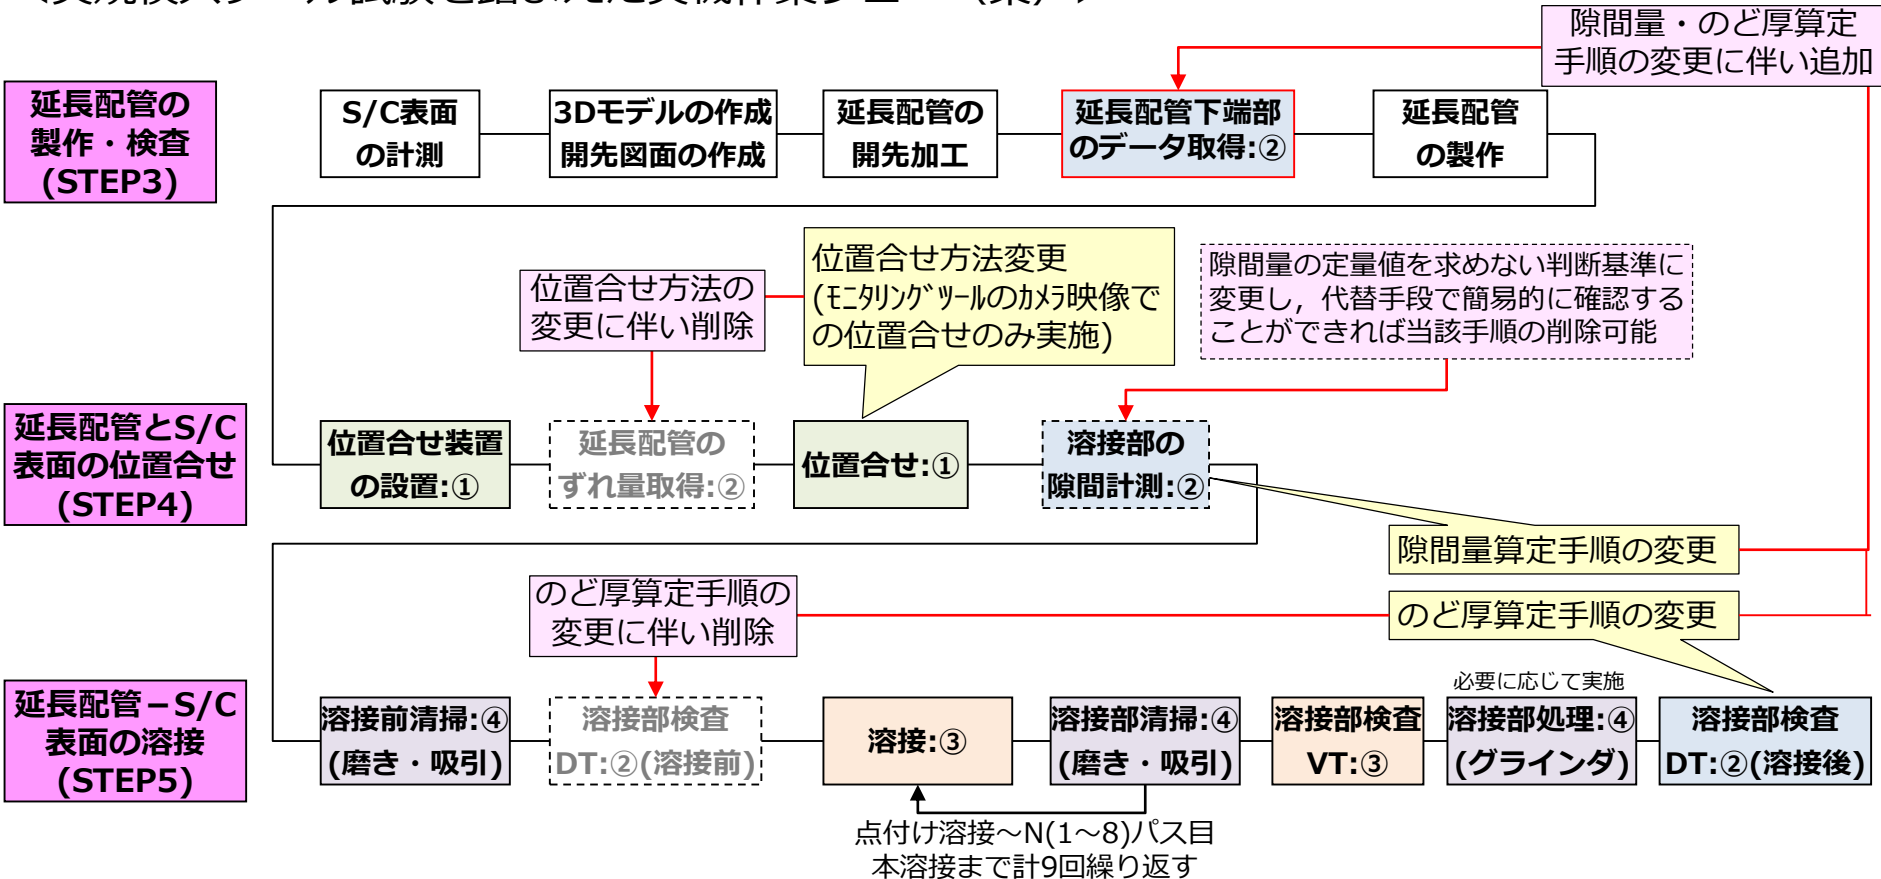 隙間量・のど厚算定
手順の変更に伴い追加
延長配管の
製作・検査
(STEP3)
S/C表面
の計測
3Dモデルの作成
開先図面の作成
延長配管の
開先加工
延長配管下端部
のデータ取得:②
延長配管
の製作
位置合せ方法の
変更に伴い削除
位置合せ方法変更
(ﾓﾆﾀﾘﾝｸﾞﾂｰﾙのｶﾒﾗ映像で
の位置合せのみ実施)
隙間量の定量値を求めない判断基準に
変更し，代替手段で簡易的に確認する
ことができれば当該手順の削除可能
延長配管とS/C
表面の位置合せ
(STEP4)
位置合せ装置
の設置:①
延長配管の
ずれ量取得:②
位置合せ:①
溶接部の
隙間計測:②
隙間量算定手順の変更
のど厚算定手順の
変更に伴い削除
のど厚算定手順の変更
延長配管－S/C
表面の溶接
(STEP5)
溶接前清掃:④
(磨き・吸引)
溶接部検査
DT:②(溶接前)
溶接:③
溶接部清掃:④
(磨き・吸引)
溶接部検査
VT:③
必要に応じて実施
溶接部処理:④
(グラインダ)
溶接部検査
DT:②(溶接後)
点付け溶接～N(1～8)パス目
本溶接まで計9回繰り返す